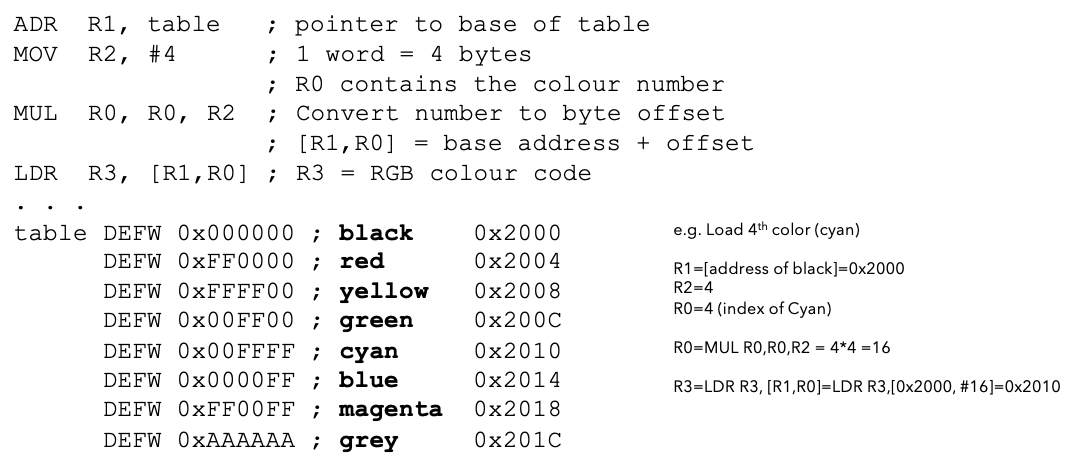 ADR  R1, table   ; pointer to base of table
MOV  R2, #4      ; 1 word = 4 bytes
                 ; R0 contains the colour number
MUL  R0, R0, R2  ; Convert number to byte offset
                 ; [R1,R0] = base address + offset
LDR  R3, [R1,R0] ; R3 = RGB colour code
. . .
table DEFW 0x000000 ; black    0x2000
      DEFW 0xFF0000 ; red      0x2004
      DEFW 0xFFFF00 ; yellow   0x2008
      DEFW 0x00FF00 ; green    0x200C
      DEFW 0x00FFFF ; cyan     0x2010
      DEFW 0x0000FF ; blue     0x2014
      DEFW 0xFF00FF ; magenta  0x2018
      DEFW 0xAAAAAA ; grey     0x201C
e.g. Load 4th color (cyan)
R1=[address of black]=0x2000
R2=4
R0=4 (index of Cyan)
R0=MUL R0,R0,R2 = 4*4 =16
R3=LDR R3, [R1,R0]=LDR R3,[0x2000, #16]=0x2010